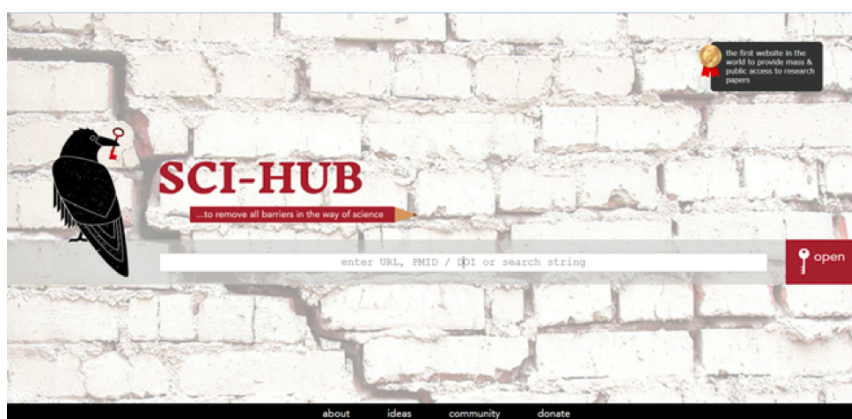 the first website in the
world to provide mass &
public access to research
papers
SCI-HUB
...to remove all barriers in the way of science
enter URL, PMID / DOI or search string
open
about ideas community donate